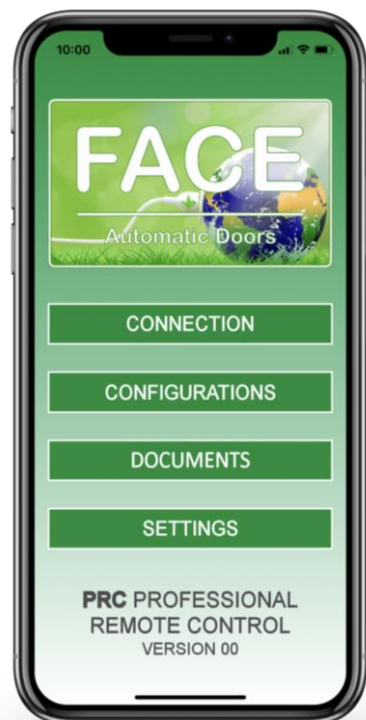 10:00
FACE
Automatic Doors
CONNECTION
CONFIGURATIONS
DOCUMENTS
SETTINGS
PRC PROFESSIONAL
REMOTE CONTROL
VERSION 00